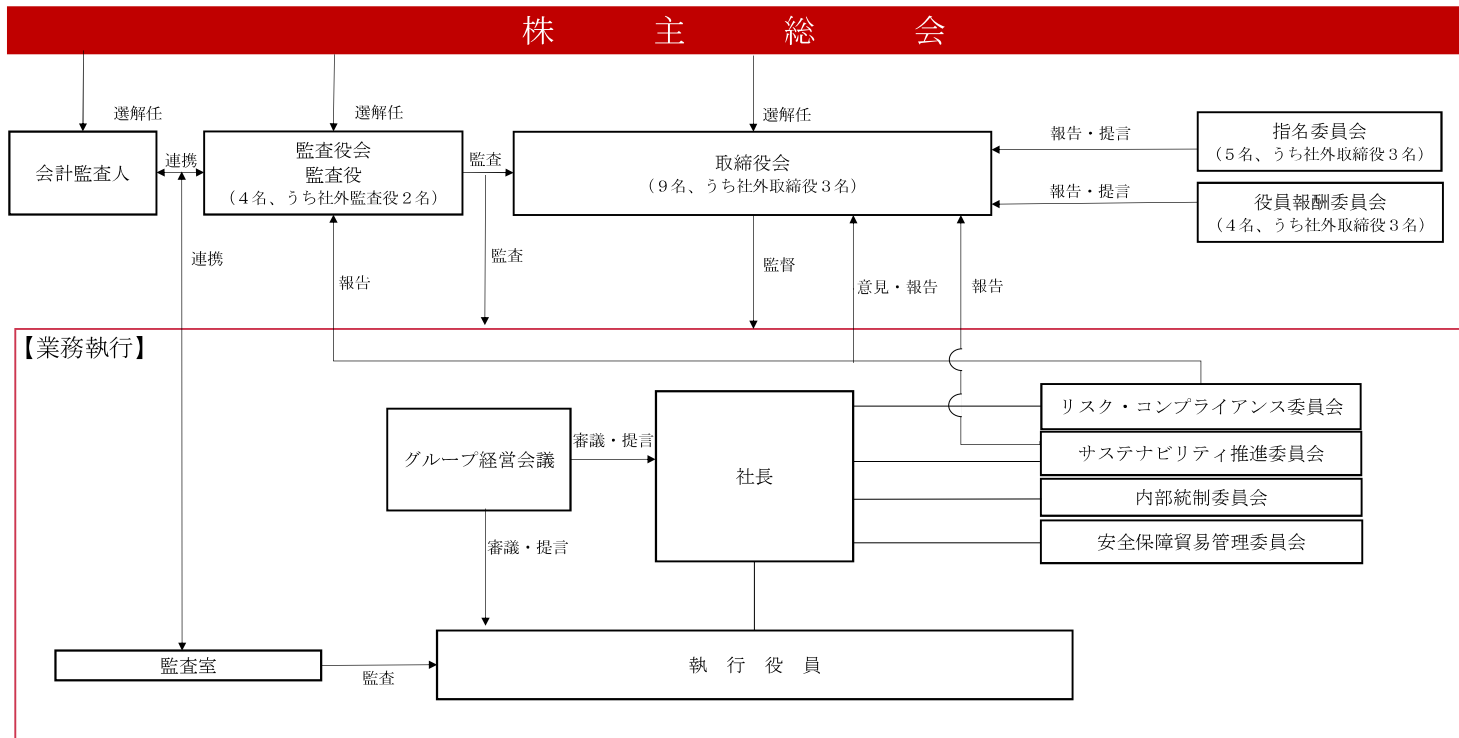 株主総会
選解任
選解任
選解任
会計監査人
連携
監査役会
監査役
（４名、うち社外監査役２名）
監査
取締役会
（９名、うち社外取締役３名）
報告・提言
指名委員会
（５名、うち社外取締役３名）
報告・提言
役員報酬委員会
（４名、うち社外取締役３名）
連携
報告
監査
監督
意見・報告
報告
【業務執行】
グループ経営会議
審議・提言
社長
リスク・コンプライアンス委員会
サステナビリティ推進委員会
内部統制委員会
安全保障貿易管理委員会
審議・提言
監査室
監査
執行役員